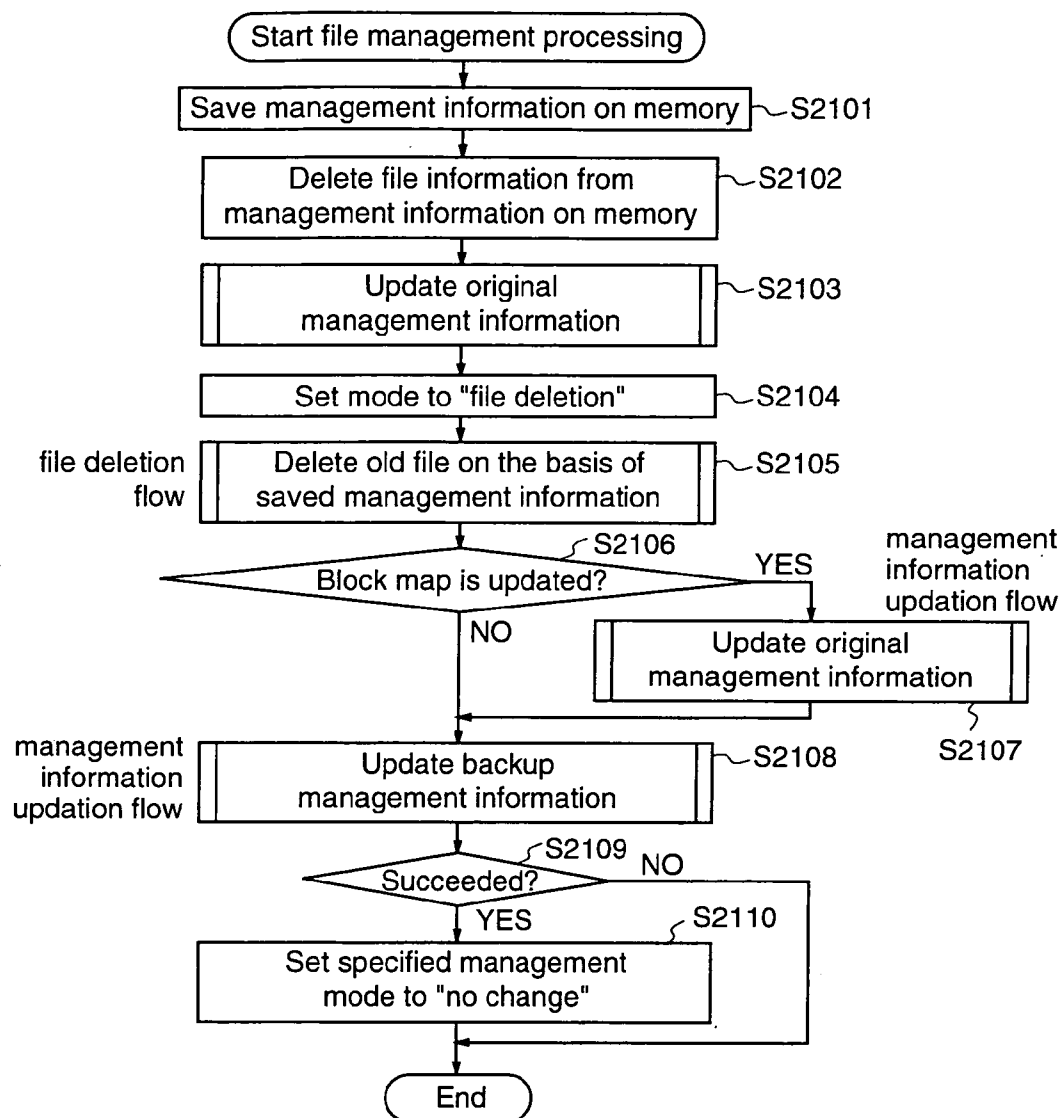 Start file management processing
Save management information on memory
S2101
Delete file information from
management information on memory
S2102
Update original
management information
S2103
Set mode to "file deletion"
S2104
file deletion
flow
Delete old file on the basis of
saved management information
S2105
S2106
Block map is updated?
YES
NO
management
information
updation flow
Update original
management information
S2107
management
information
updation flow
Update backup
management information
S2108
S2109
Succeeded?
NO
YES
S2110
Set specified management
mode to "no change"
End